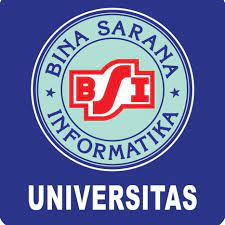 BINA SARANA
BSI
INFORMATIKA
UNIVERSITAS